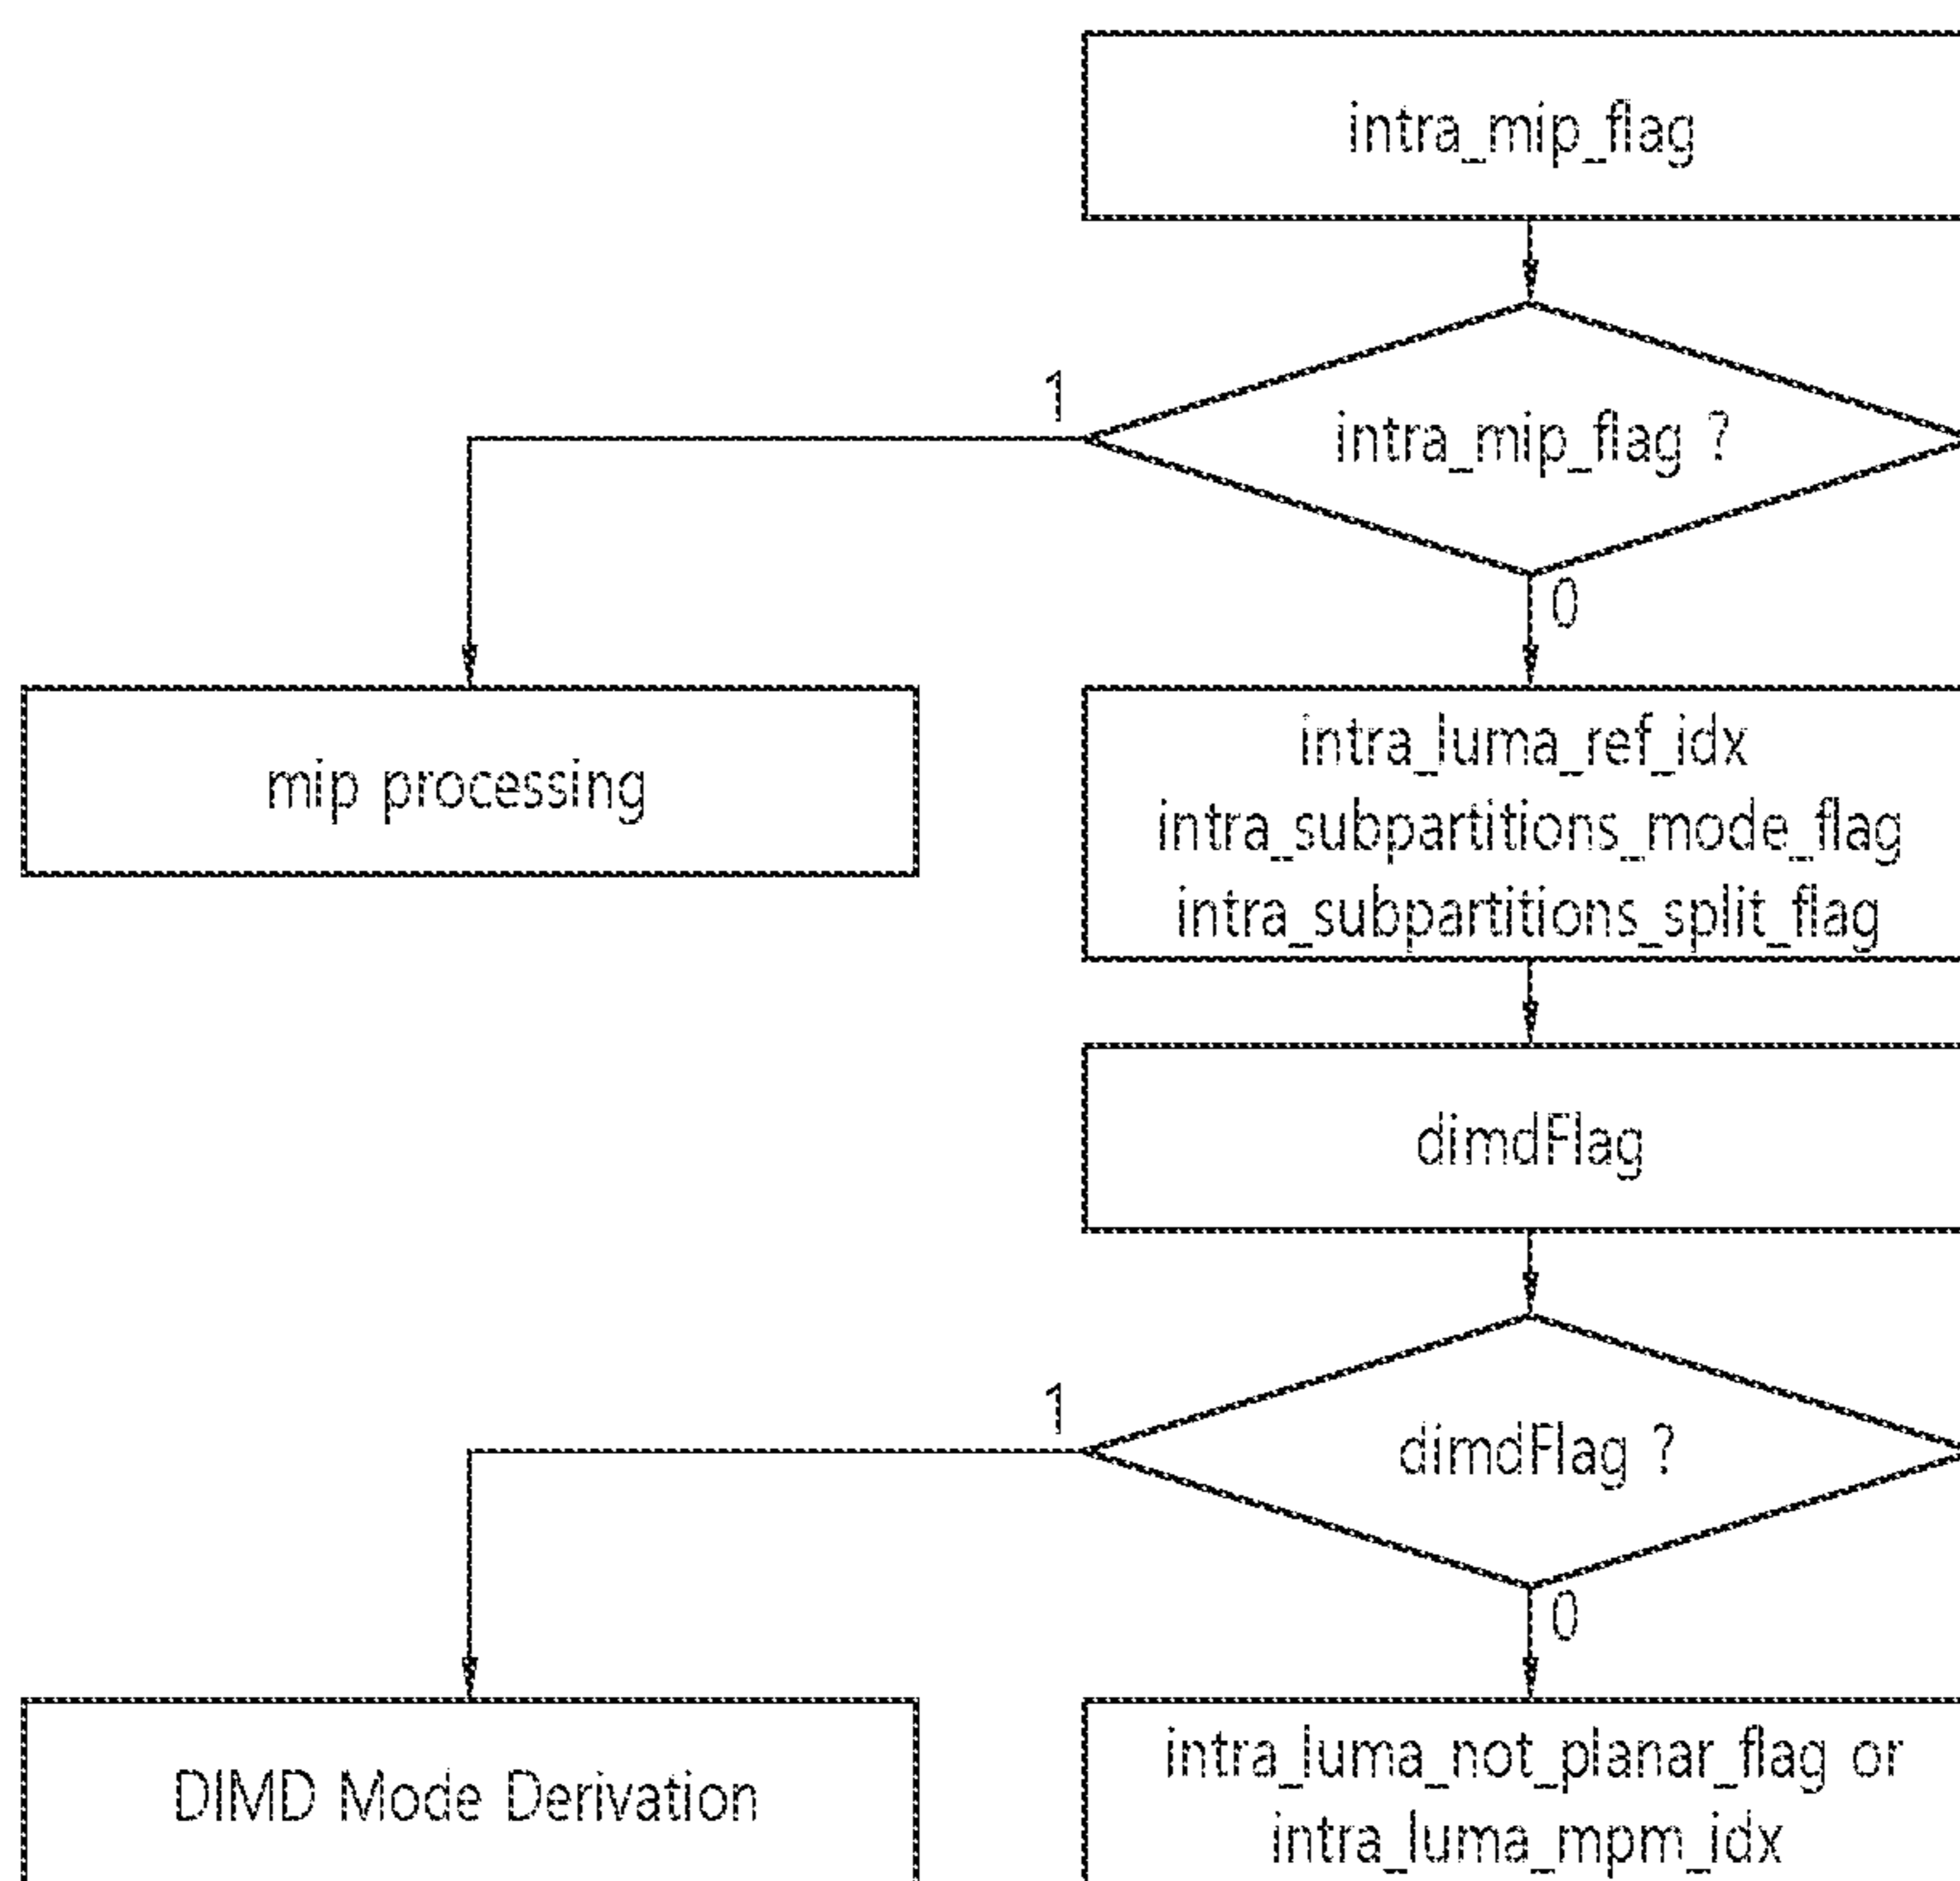 intra_mip_flag
1
intra_mip_flag ?
0
mip processing
intra_luma_ref_idx
intra_subpartitions_mode_flag
intra_subpartitions_split_flag
dimdFlag
1
dimdFlag ?
0
DIMD Mode Derivation
intra_luma_not_planar_flag or
intra_luma_mpm_idx